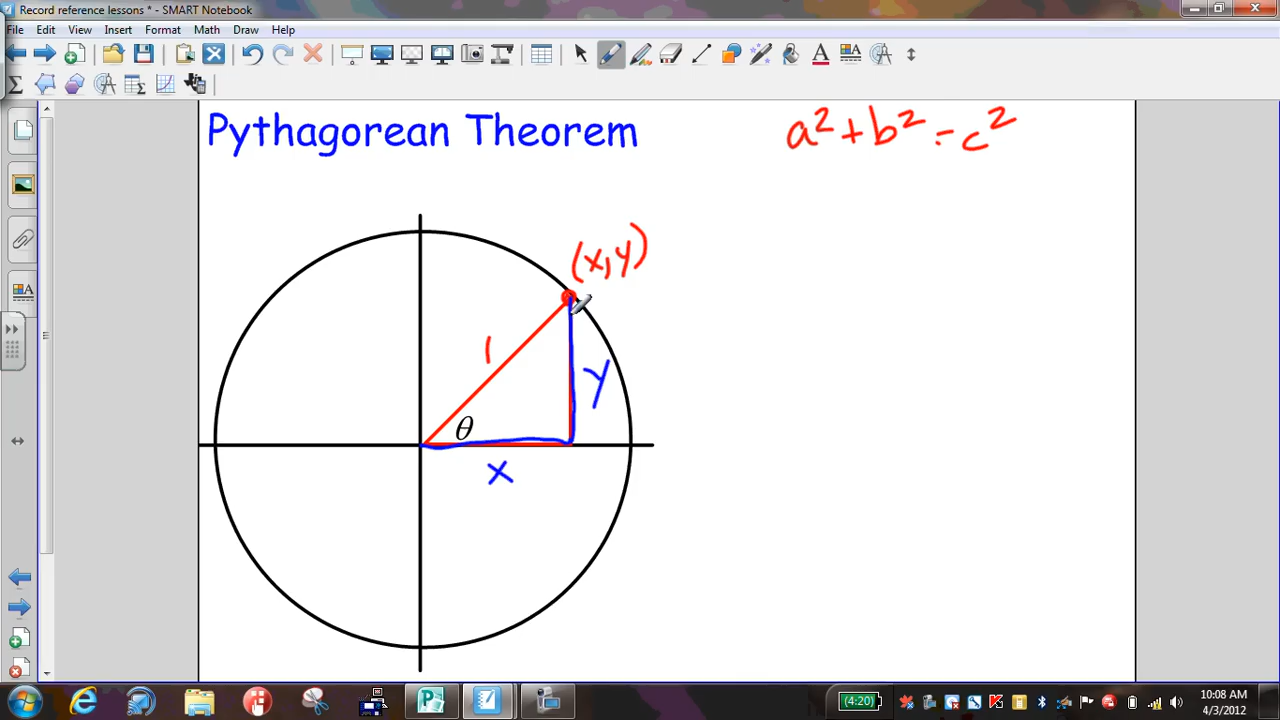 Record reference lessons * - SMART Notebook
File Edit View Insert Format Math Draw Help
Pythagorean Theorem
a² + b² = c²
(x,y)
1
y
θ
x
(4:20)
10:08 AM
4/3/2012